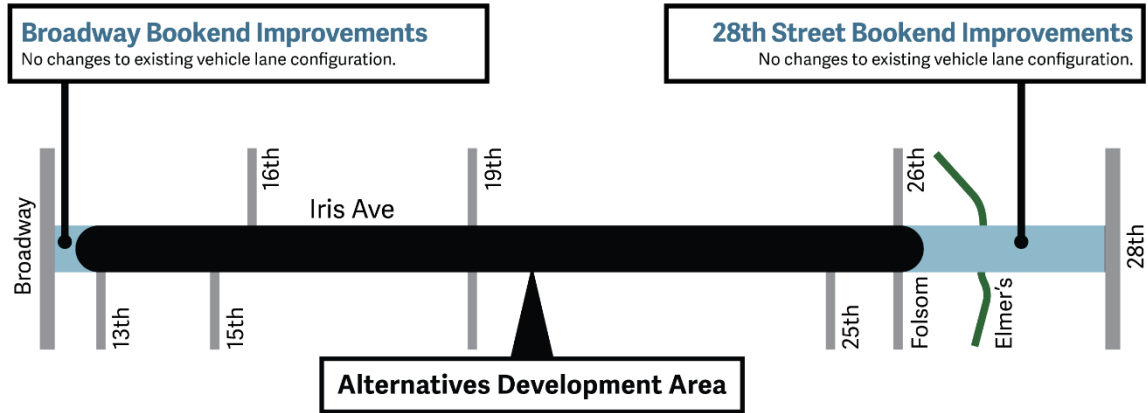 Broadway Bookend Improvements
No changes to existing vehicle lane configuration.
28th Street Bookend Improvements
No changes to existing vehicle lane configuration.
Broadway
16th
Iris Ave
19th
26th
28th
13th
15th
25th
Folsom
Elmer's
Alternatives Development Area